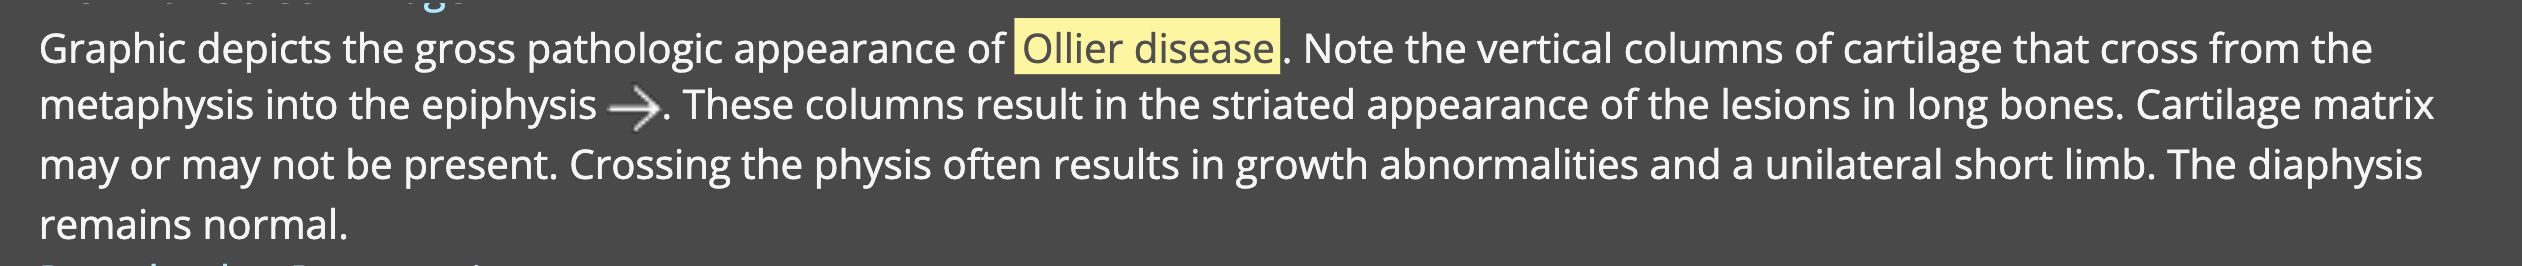 Graphic depicts the gross pathologic appearance of Ollier disease. Note the vertical columns of cartilage that cross from the
metaphysis into the epiphysis →. These columns result in the striated appearance of the lesions in long bones. Cartilage matrix
may or may not be present. Crossing the physis often results in growth abnormalities and a unilateral short limb. The diaphysis
remains normal.